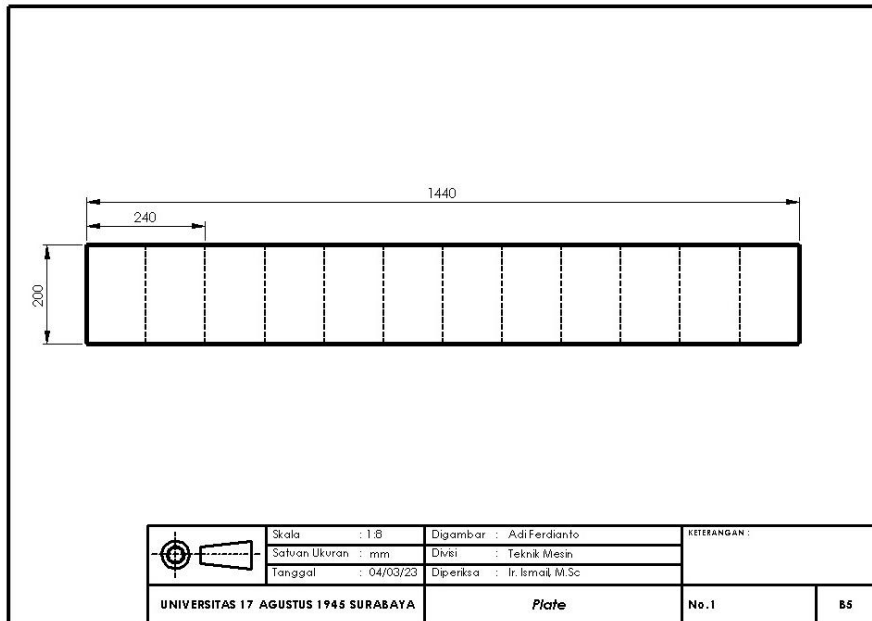 1440
240
200
Skala : 1:8
Digambar : Adi Ferdianto
KETERANGAN :
Satuan Ukuran : mm
Divisi : Teknik Mesin
Tanggal : 04/03/23
Diperiksa : Ir. Ismail, M.Sc
UNIVERSITAS 17 AGUSTUS 1945 SURABAYA
Plate
No.1
B5